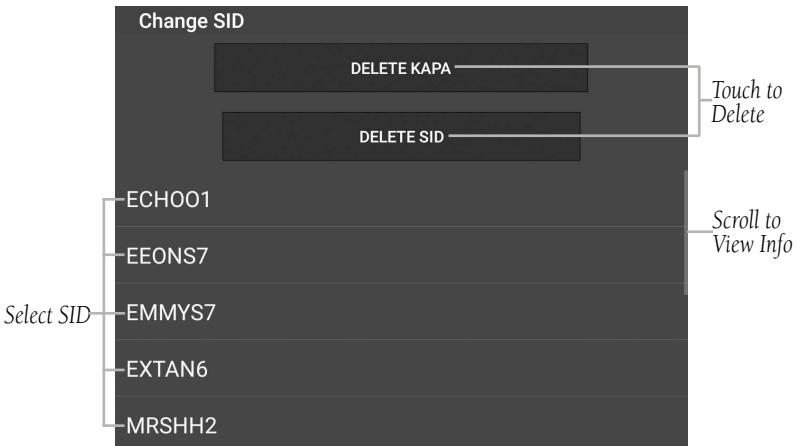 Change SID
DELETE KAPA
Touch to
Delete
DELETE SID
ECHOO1
Scroll to
View Info
EEONS7
Select SID
EMMYS7
EXTAN6
MRSHH2